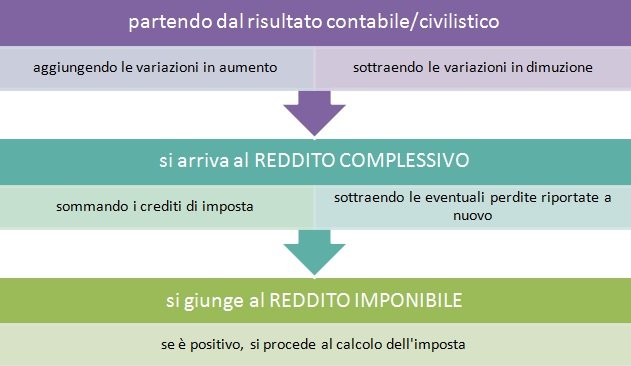 partendo dal risultato contabile/civilistico
aggiungendo le variazioni in aumento
sottraendo le variazioni in dimuzione
si arriva al REDDITO COMPLESSIVO
sommando i crediti di imposta
sottraendo le eventuali perdite riportate a
nuovo
si giunge al REDDITO IMPONIBILE
se è positivo, si procede al calcolo dell'imposta